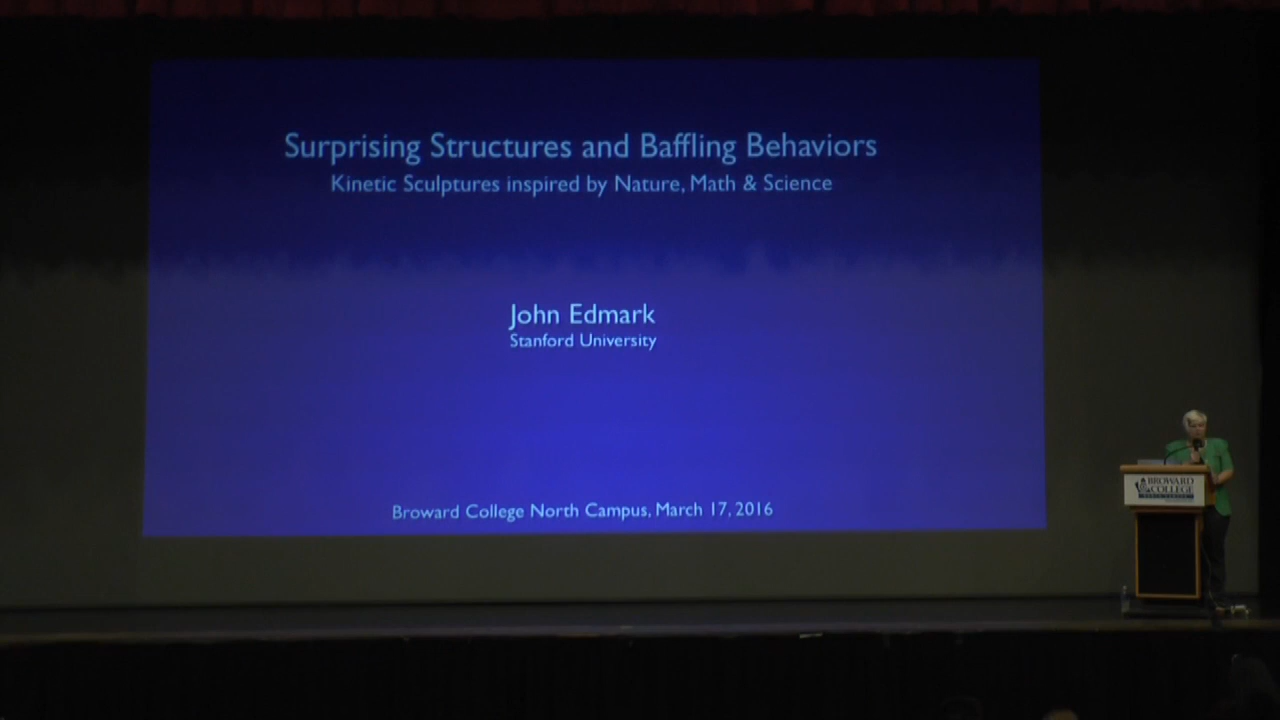 Surprising Structures and Baffling Behaviors
Kinetic Sculptures inspired by Nature, Math & Science
John Edmark
Stanford University
Broward College North Campus, March 17, 2016
BROWARD
COLLEGE